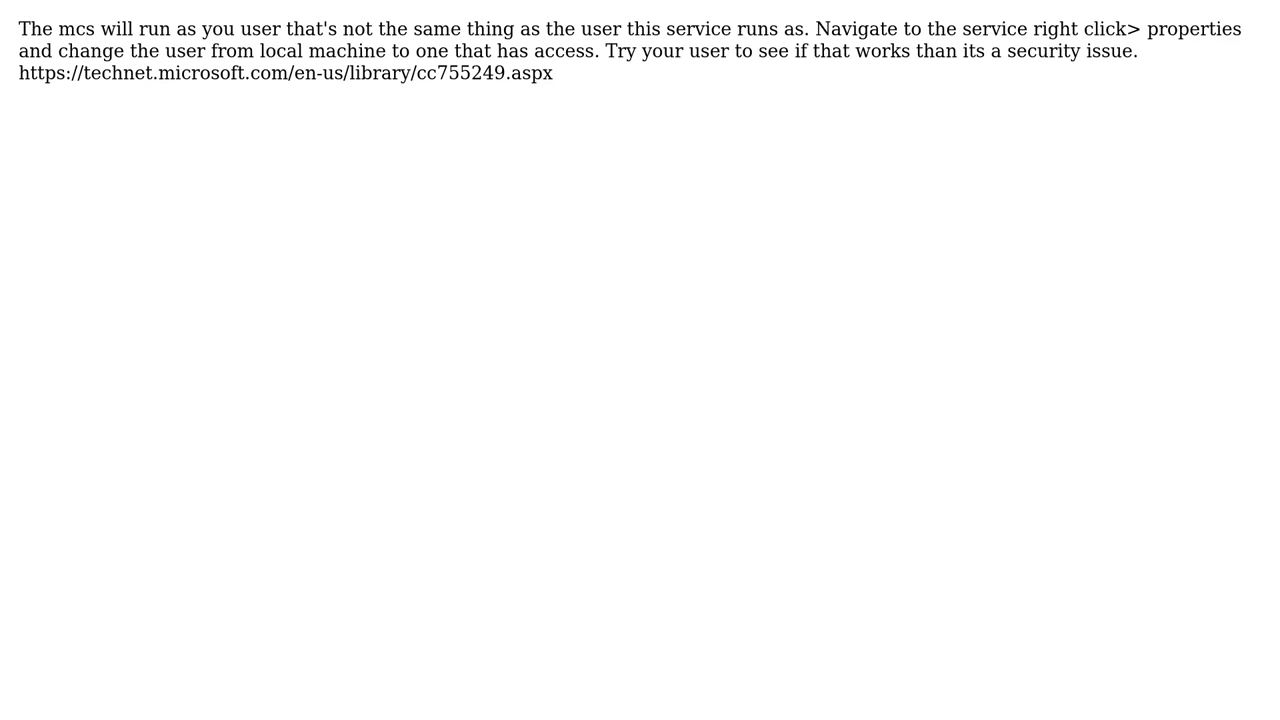 The mcs will run as you user that's not the same thing as the user this service runs as. Navigate to the service right click> properties
and change the user from local machine to one that has access. Try your user to see if that works than its a security issue.
https://technet.microsoft.com/en-us/library/cc755249.aspx